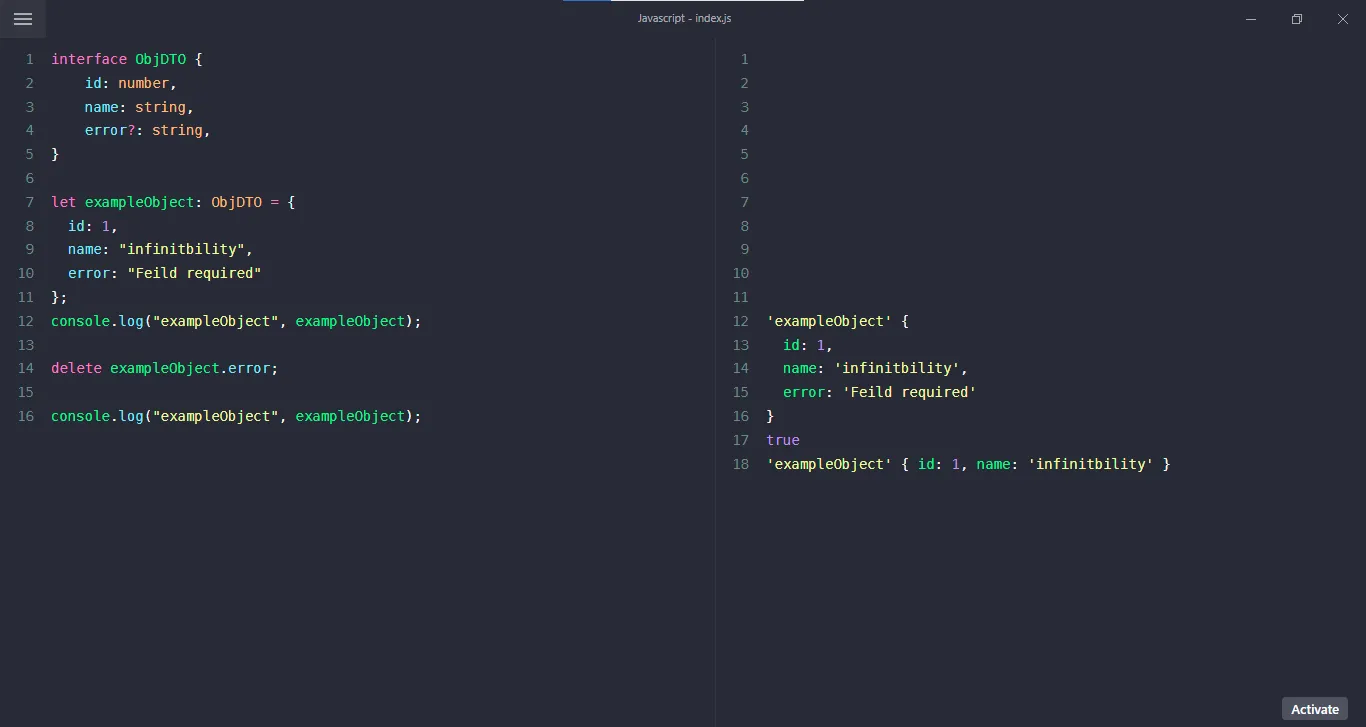 Javascript - index.js
1 interface ObjDTO {
2     id: number,
3     name: string,
4     error?: string,
5 }
6
7 let exampleObject: ObjDTO = {
8   id: 1,
9   name: "infinitbility",
10   error: "Feild required"
11 };
12 console.log("exampleObject", exampleObject);
13
14 delete exampleObject.error;
15
16 console.log("exampleObject", exampleObject);
1
2
3
4
5
6
7
8
9
10
11
12 'exampleObject' {
13   id: 1,
14   name: 'infinitbility',
15   error: 'Feild required'
16 }
17 true
18 'exampleObject' { id: 1, name: 'infinitbility' }
Activate